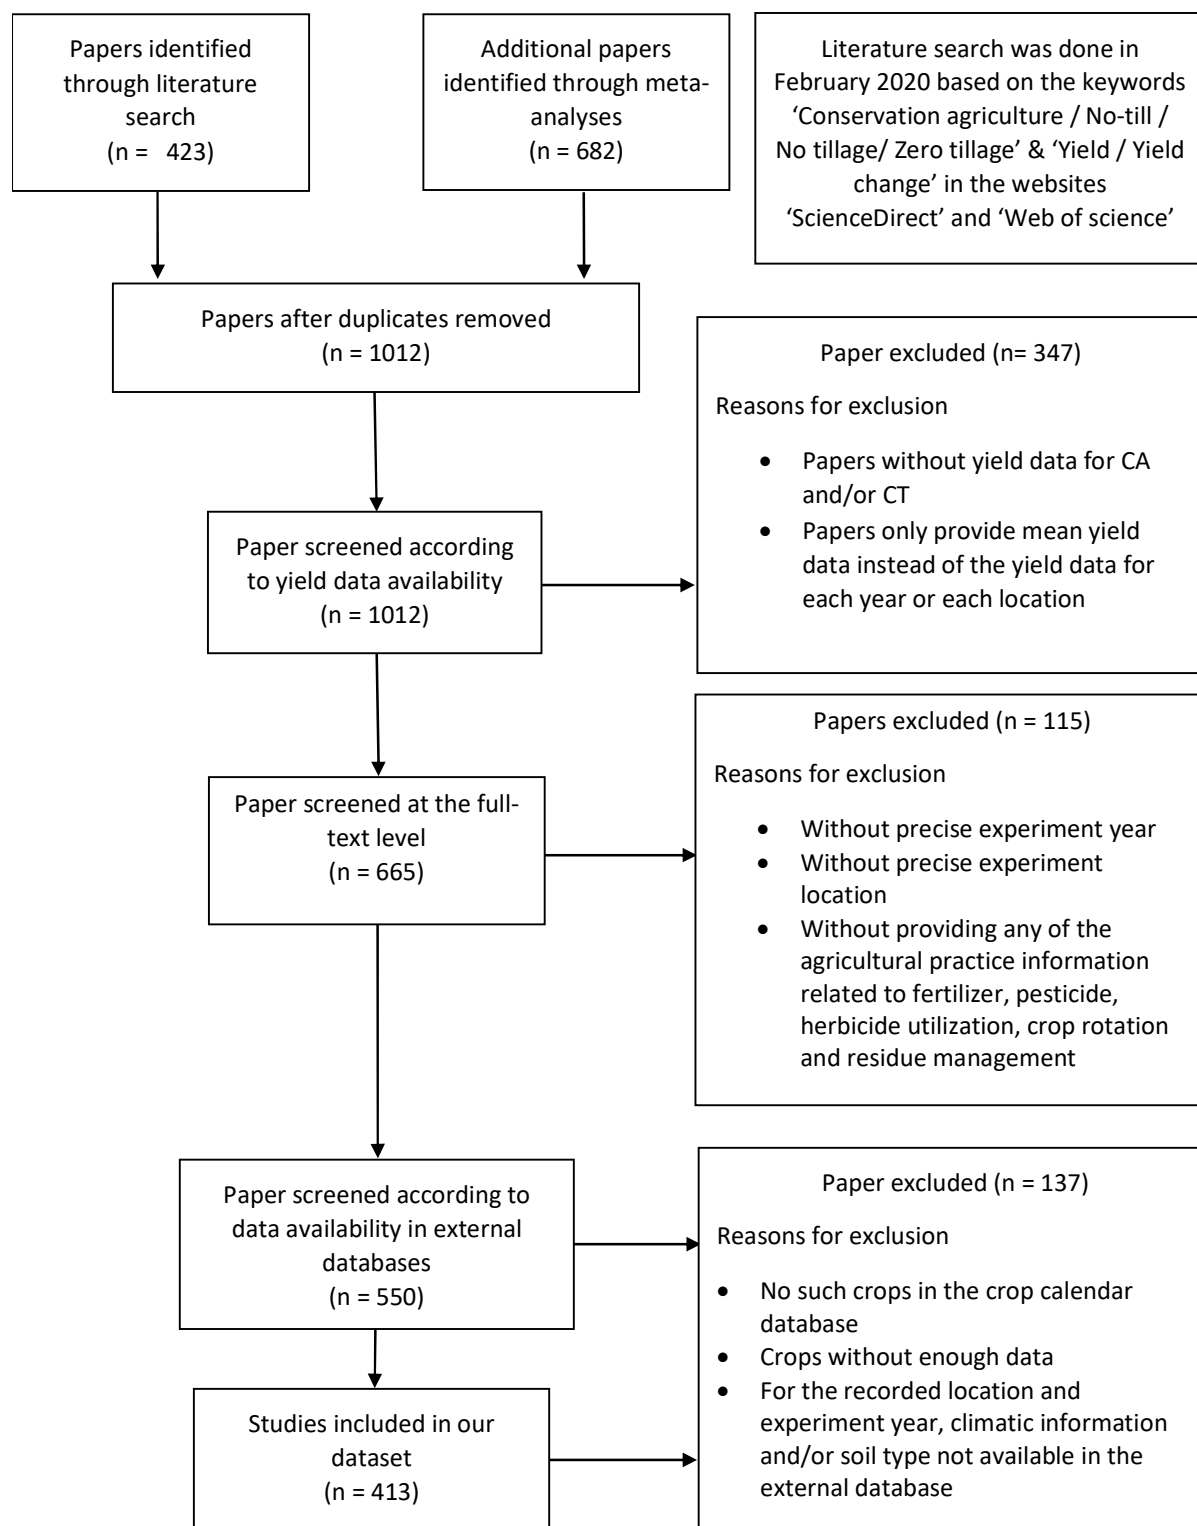 Papers identified
through literature
search
(n =   423)
Additional papers
identified through meta-
analyses
(n = 682)
Literature search was done in
February 2020 based on the keywords
‘Conservation agriculture / No-till /
No tillage/ Zero tillage’ & ‘Yield / Yield
change’ in the websites
‘ScienceDirect’ and ‘Web of science’
Papers after duplicates removed
(n = 1012)
Paper excluded (n= 347)
Reasons for exclusion
• Papers without yield data for CA
and/or CT
• Papers only provide mean yield
data instead of the yield data for
each year or each location
Paper screened according
to yield data availability
(n = 1012)
Papers excluded (n = 115)
Reasons for exclusion
• Without precise experiment year
• Without precise experiment
location
• Without providing any of the
agricultural practice information
related to fertilizer, pesticide,
herbicide utilization, crop rotation
and residue management
Paper screened at the full-
text level
(n = 665)
Paper screened according to
data availability in external
databases
(n = 550)
Paper excluded (n = 137)
Reasons for exclusion
• No such crops in the crop calendar
database
• Crops without enough data
• For the recorded location and
experiment year, climatic information
and/or soil type not available in the
external database
Studies included in our
dataset
(n = 413)